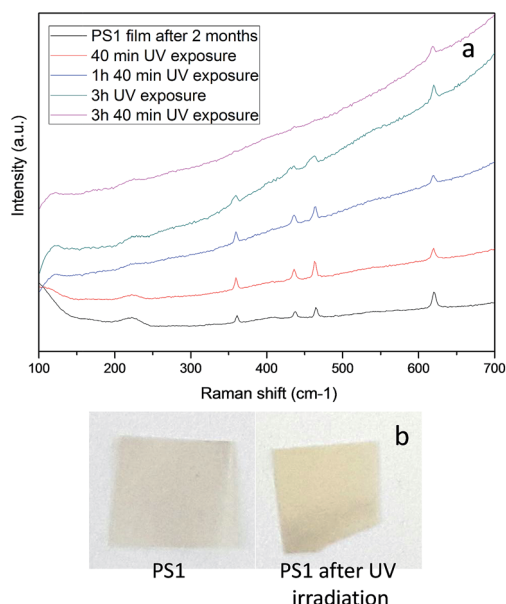 PS1 film after 2 months
40 min UV exposure
1h 40 min UV exposure
3h UV exposure
3h 40 min UV exposure
a
Intensity (a.u.)
100 200 300 400 500 600 700
Raman shift (cm-1)
b
PS1
PS1 after UV
irradiation